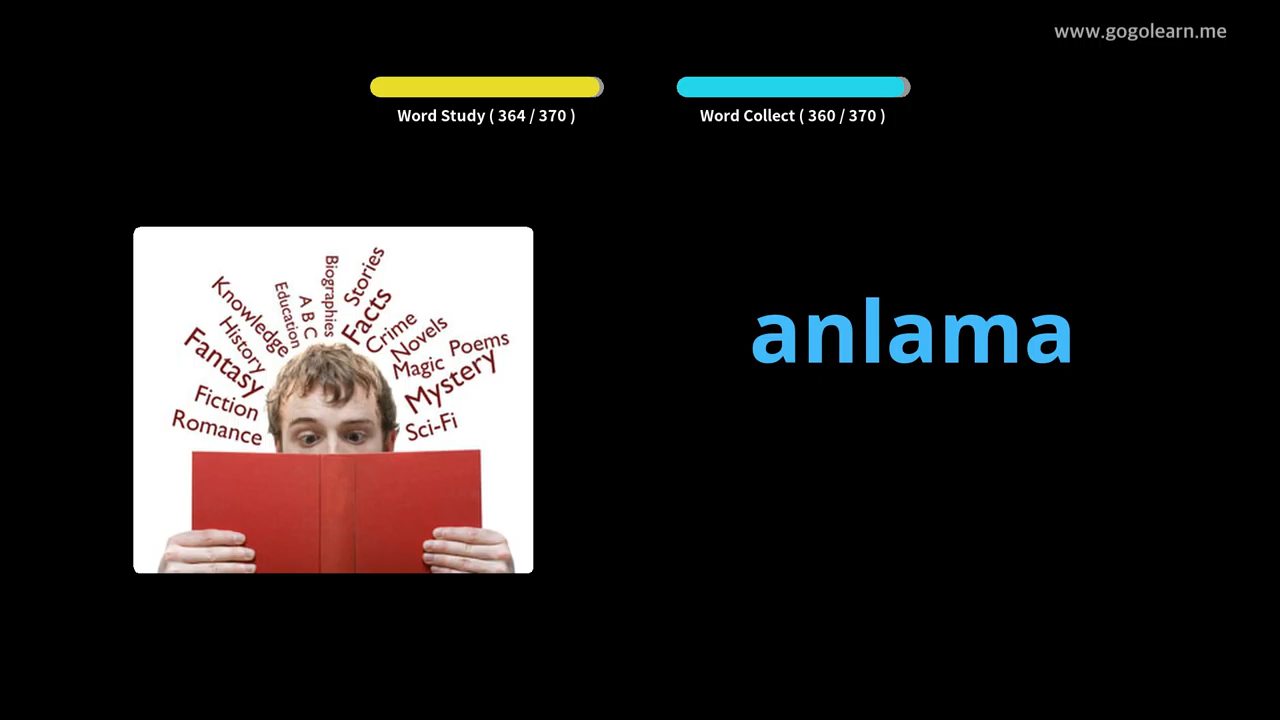 www.gogolearn.me
Word Study ( 364 / 370 )
Word Collect ( 360 / 370 )
Biographies
Stories
Education
A B C
Facts
Knowledge
History
Crime
Novels
Poems
Fantasy
Magic
Mystery
Fiction
Romance
Sci-Fi
anlama